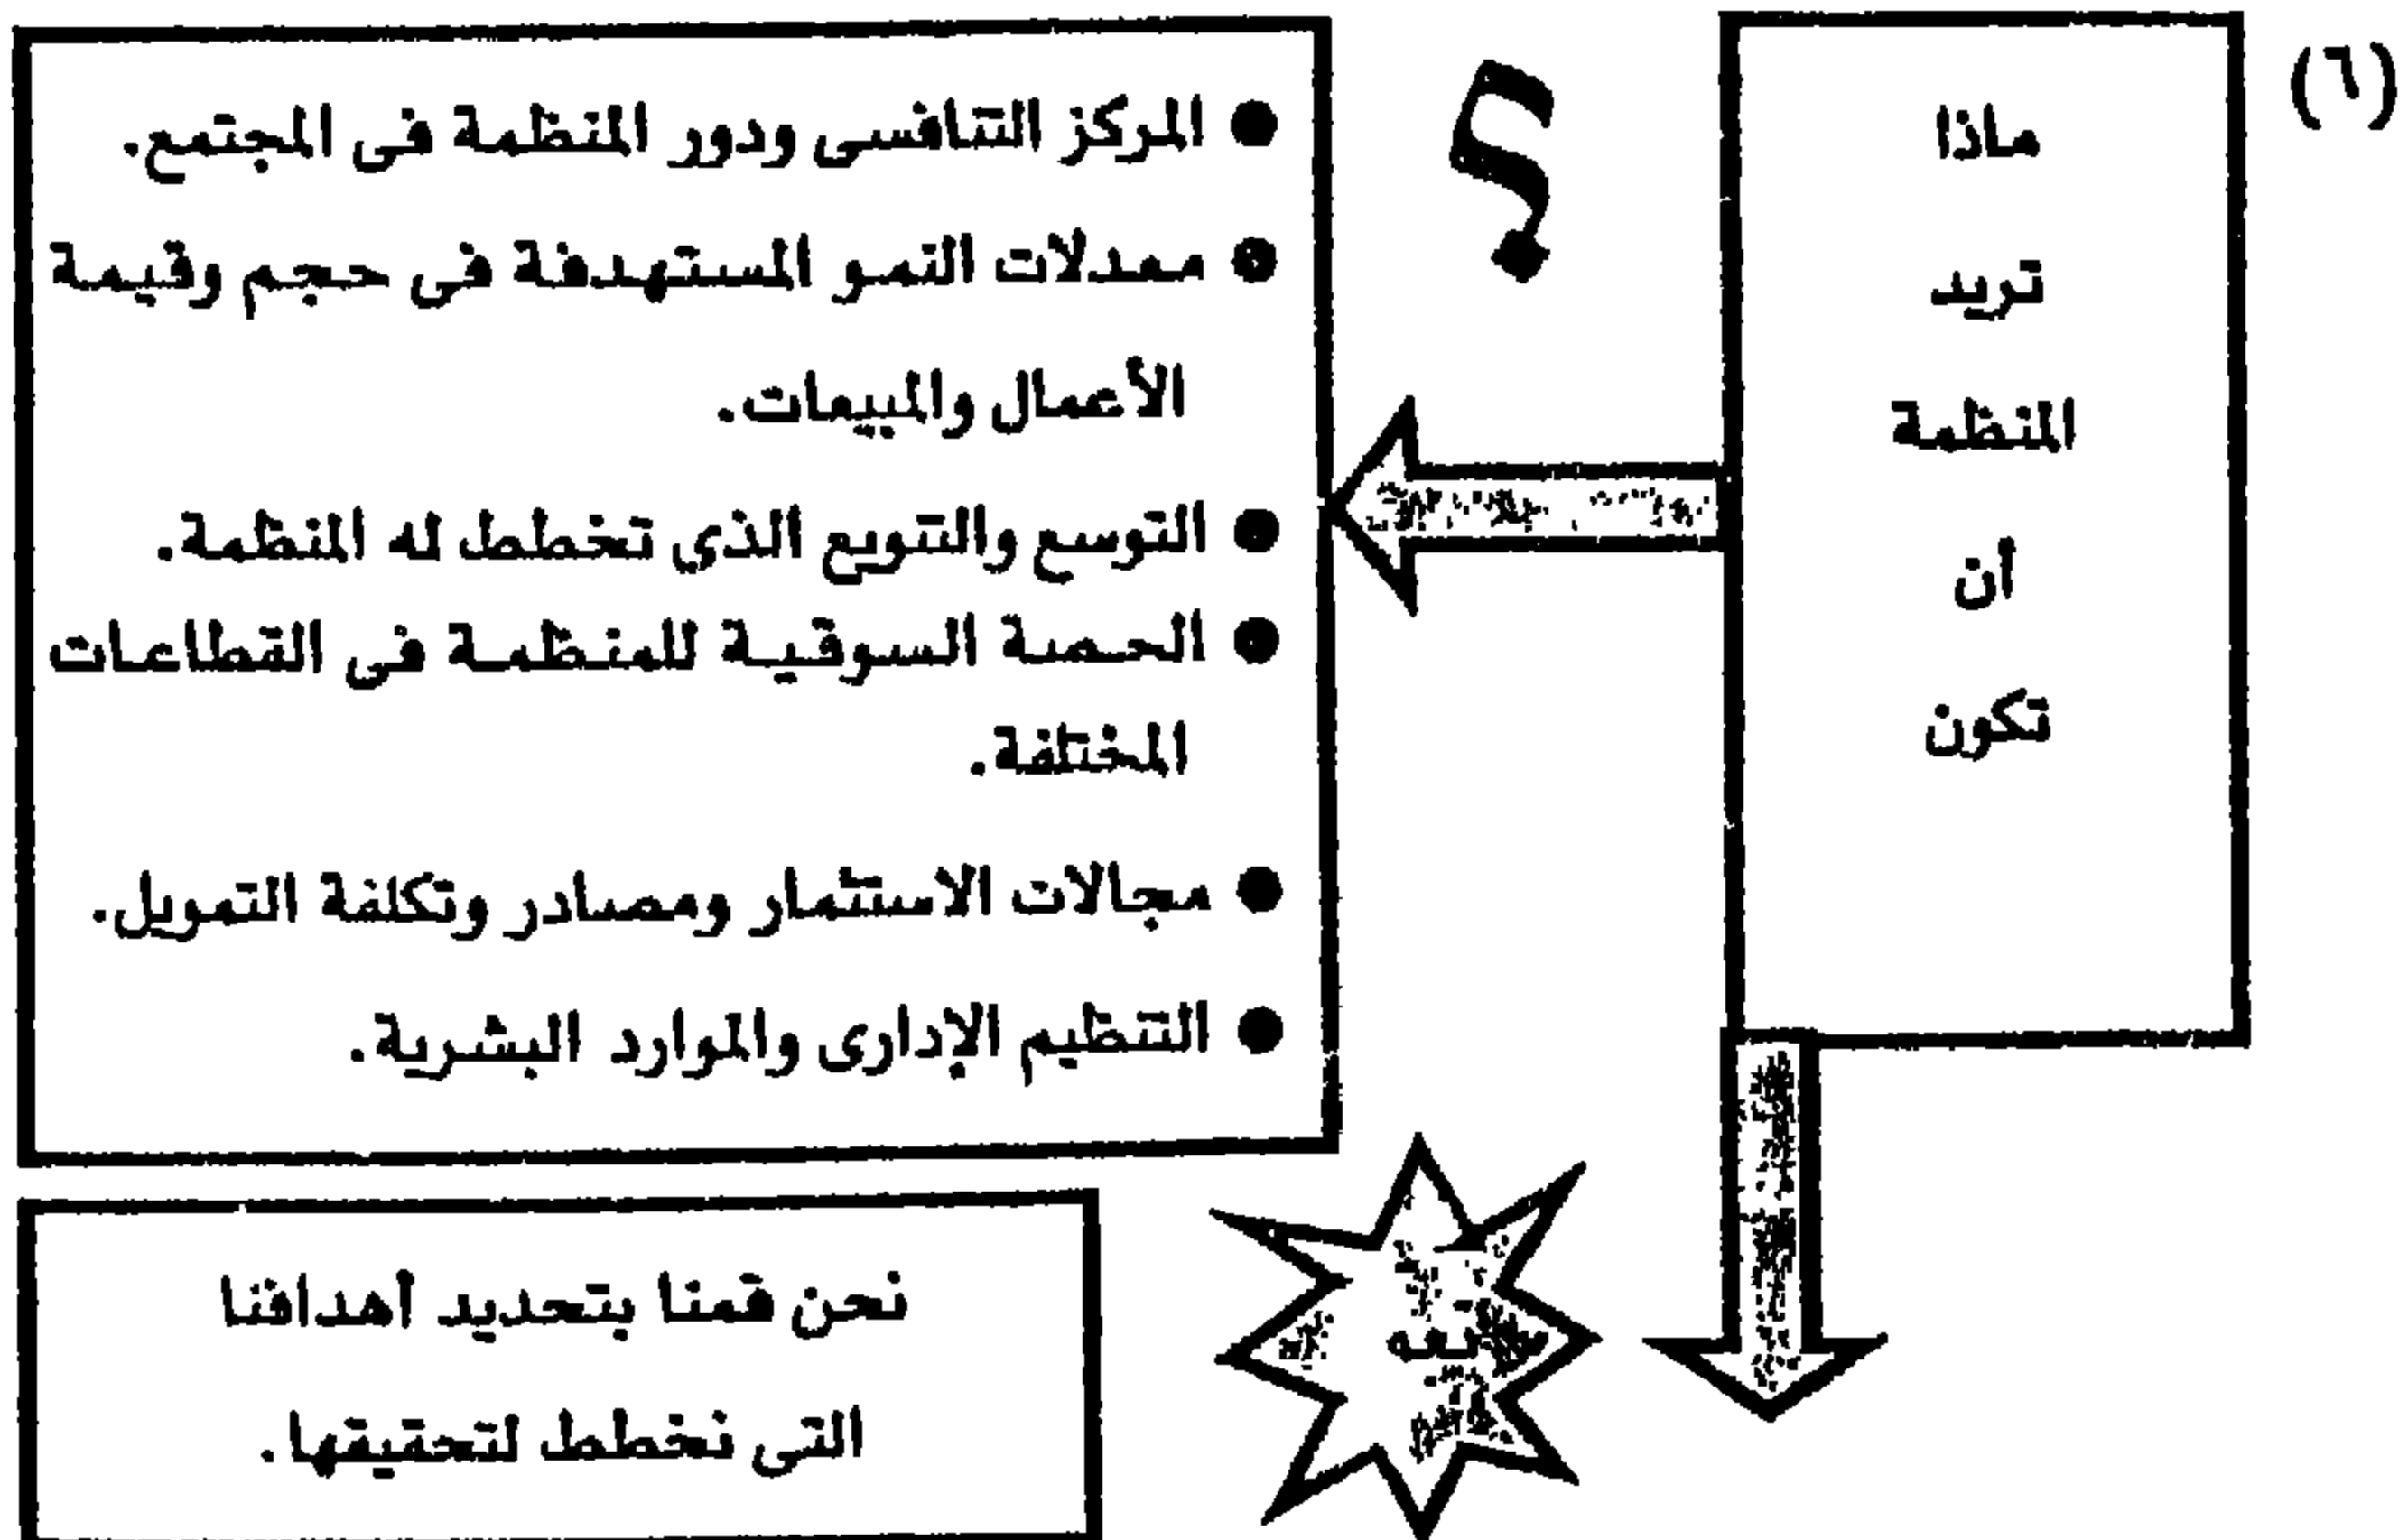 (٦)
ماذا
تريد
المنظمة
أن
تكون
؟
● المركز التنافسى ودور المنظمة فى المجتمع.
● معدلات النمو المستهدفة فى حجم وقيمة
الأعمال والمبيعات.
● التوسع والتنويع الذي تخطط له المنظمة.
● الحصة السوقية للمنظمة فى القطاعات
المختلفة.
● مجالات الاستثمار ومصادر وتكلفة التمويل.
● التنظيم الإدارى والموارد البشرية.
نحن قمنا بتحديد أهدافنا
التى نخطط لتحقيقها.